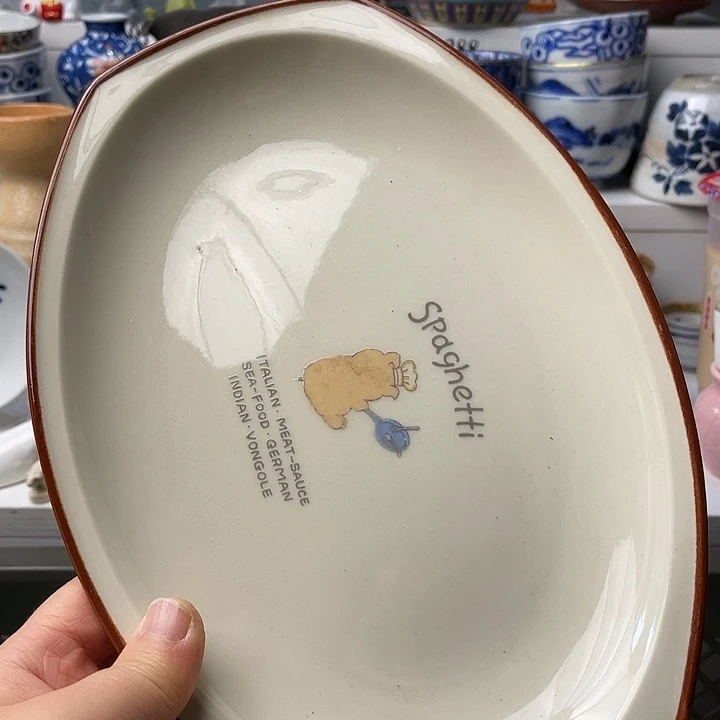 Spaghetti
ITALIAN · MEAT-SAUCE
SEA-FOOD · GERMAN
INDIAN · VONGOLE